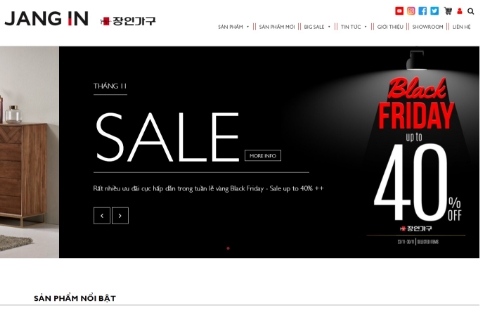 JANG IN 장인가구
SẢN PHẨM SẢN PHẨM MỚI BIG SALE TIN TỨC GIỚI THIỆU SHOWROOM LIÊN HỆ
THÁNG 11
SALE
MORE INFO
Rất nhiều ưu đãi cực hấp dẫn trong tuần lễ vàng Black Friday - Sale up to 40% ++
Black
FRIDAY
up to
40%
OFF
장인가구
SẢN PHẨM NỔI BẬT